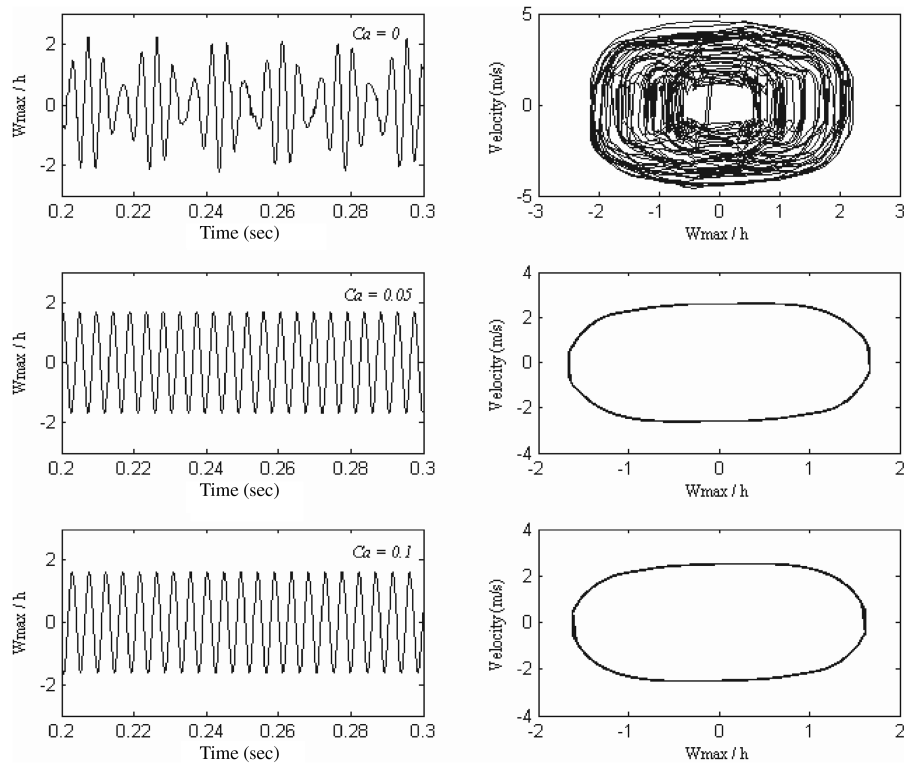 Ca = 0
Wmax / h
2
0
-2
0.2 0.22 0.24 0.26 0.28 0.3
Time (sec)
Velocity (m/s)
5
0
-5
-3 -2 -1 0 1 2 3
Wmax / h
Ca = 0.05
Wmax / h
2
0
-2
0.2 0.22 0.24 0.26 0.28 0.3
Time (sec)
Velocity (m/s)
4
2
0
-2
-4
-2 -1 0 1 2
Wmax / h
Ca = 0.1
Wmax / h
2
0
-2
0.2 0.22 0.24 0.26 0.28 0.3
Time (sec)
Velocity (m/s)
4
2
0
-2
-4
-2 -1 0 1 2
Wmax / h